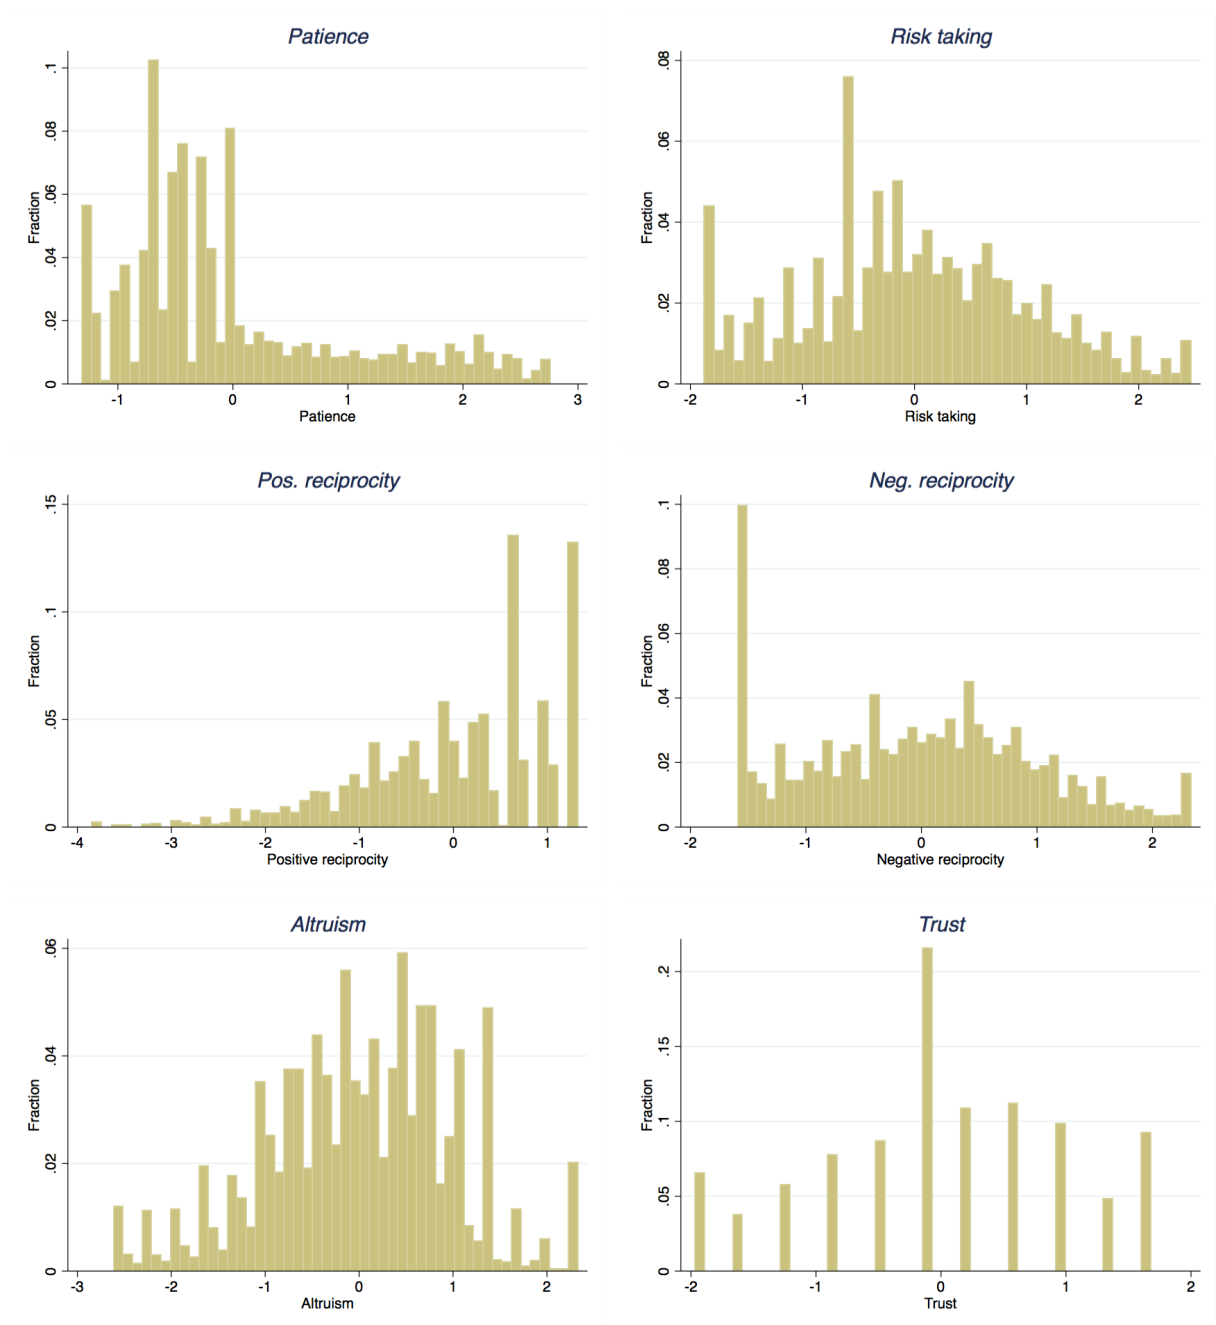 Patience
.1
.08
.06
.04
.02
0
Fraction
-1 0 1 2 3
Patience
Risk taking
.08
.06
.04
.02
0
Fraction
-2 -1 0 1 2
Risk taking
Pos. reciprocity
.15
.1
.05
0
Fraction
-4 -3 -2 -1 0 1
Positive reciprocity
Neg. reciprocity
.1
.08
.06
.04
.02
0
Fraction
-2 -1 0 1 2
Negative reciprocity
Altruism
.06
.04
.02
0
Fraction
-3 -2 -1 0 1 2
Altruism
Trust
.2
.15
.1
.05
0
Fraction
-2 -1 0 1 2
Trust